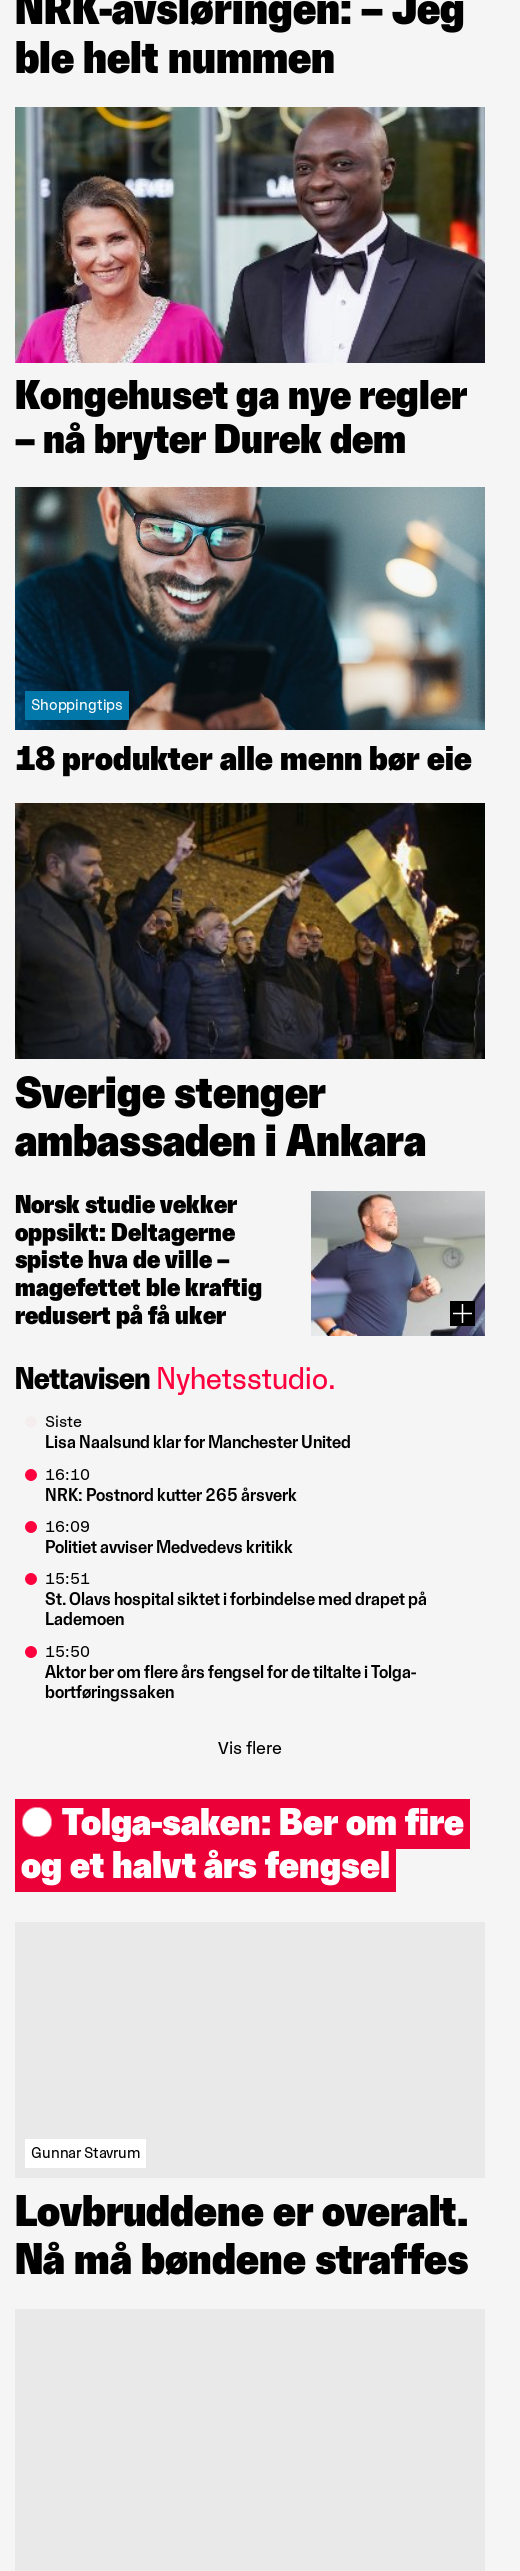 NRK-avsløringen: – Jeg
ble helt nummen
Kongehuset ga nye regler
– nå bryter Durek dem
Shoppingtips
18 produkter alle menn bør eie
Sverige stenger
ambassaden i Ankara
Norsk studie vekker
oppsikt: Deltagerne
spiste hva de ville –
magefettet ble kraftig
redusert på få uker
Nettavisen Nyhetsstudio.
Siste
Lisa Naalsund klar for Manchester United
16:10
NRK: Postnord kutter 265 årsverk
16:09
Politiet avviser Medvedevs kritikk
15:51
St. Olavs hospital siktet i forbindelse med drapet på
Lademoen
15:50
Aktor ber om flere års fengsel for de tiltalte i Tolga-
bortføringssaken
Vis flere
Tolga-saken: Ber om fire
og et halvt års fengsel
Gunnar Stavrum
Lovbruddene er overalt.
Nå må bøndene straffes